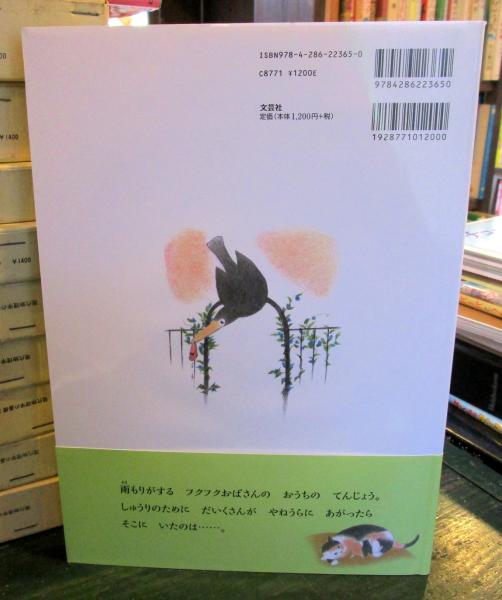 ISBN978-4-286-22365-0
C8771 ¥1200E
文芸社
定価(本体1,200円+税)
9784286223650
1928771012000
雨もりがする フクフクおばさんの おうちの てんじょう。
しゅうりのために だいくさんが やねうらに あがったら
そこに いたのは……。
¥1400